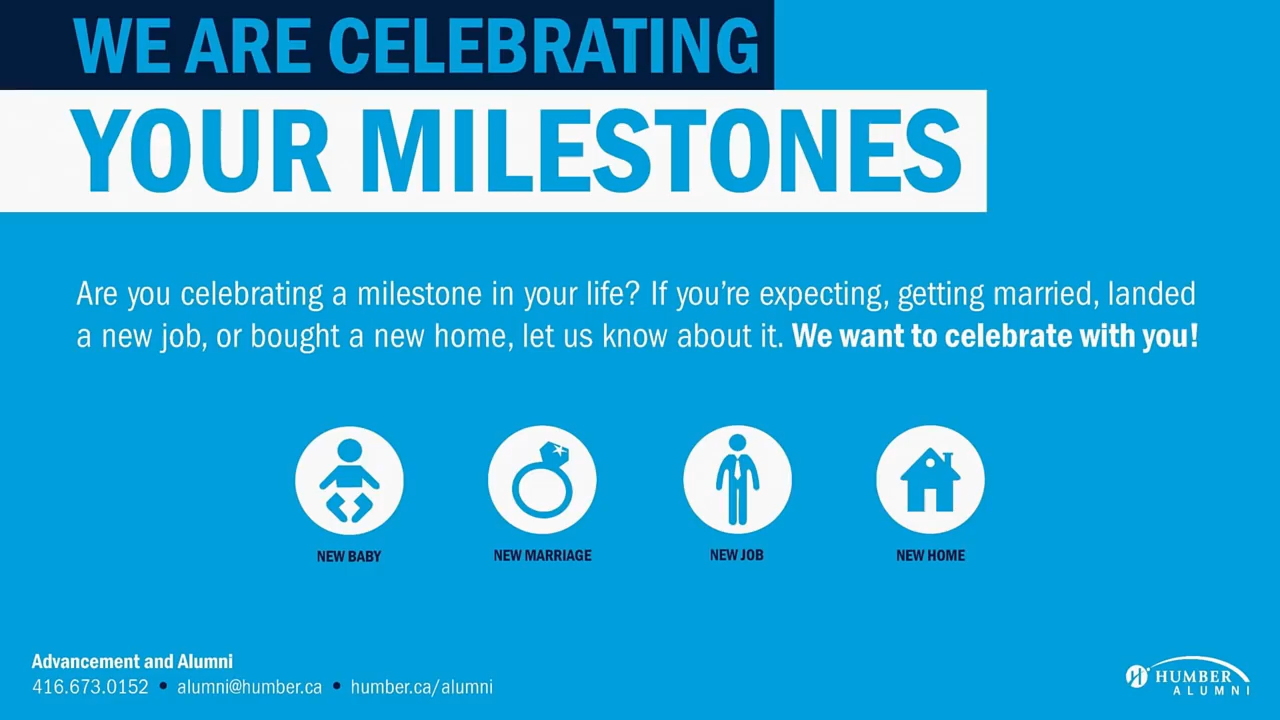 WE ARE CELEBRATING
YOUR MILESTONES
Are you celebrating a milestone in your life? If you're expecting, getting married, landed
a new job, or bought a new home, let us know about it. We want to celebrate with you!
NEW BABY
NEW MARRIAGE
NEW JOB
NEW HOME
Advancement and Alumni
416.673.0152 • alumni@humber.ca • humber.ca/alumni
HUMBER
ALUMNI